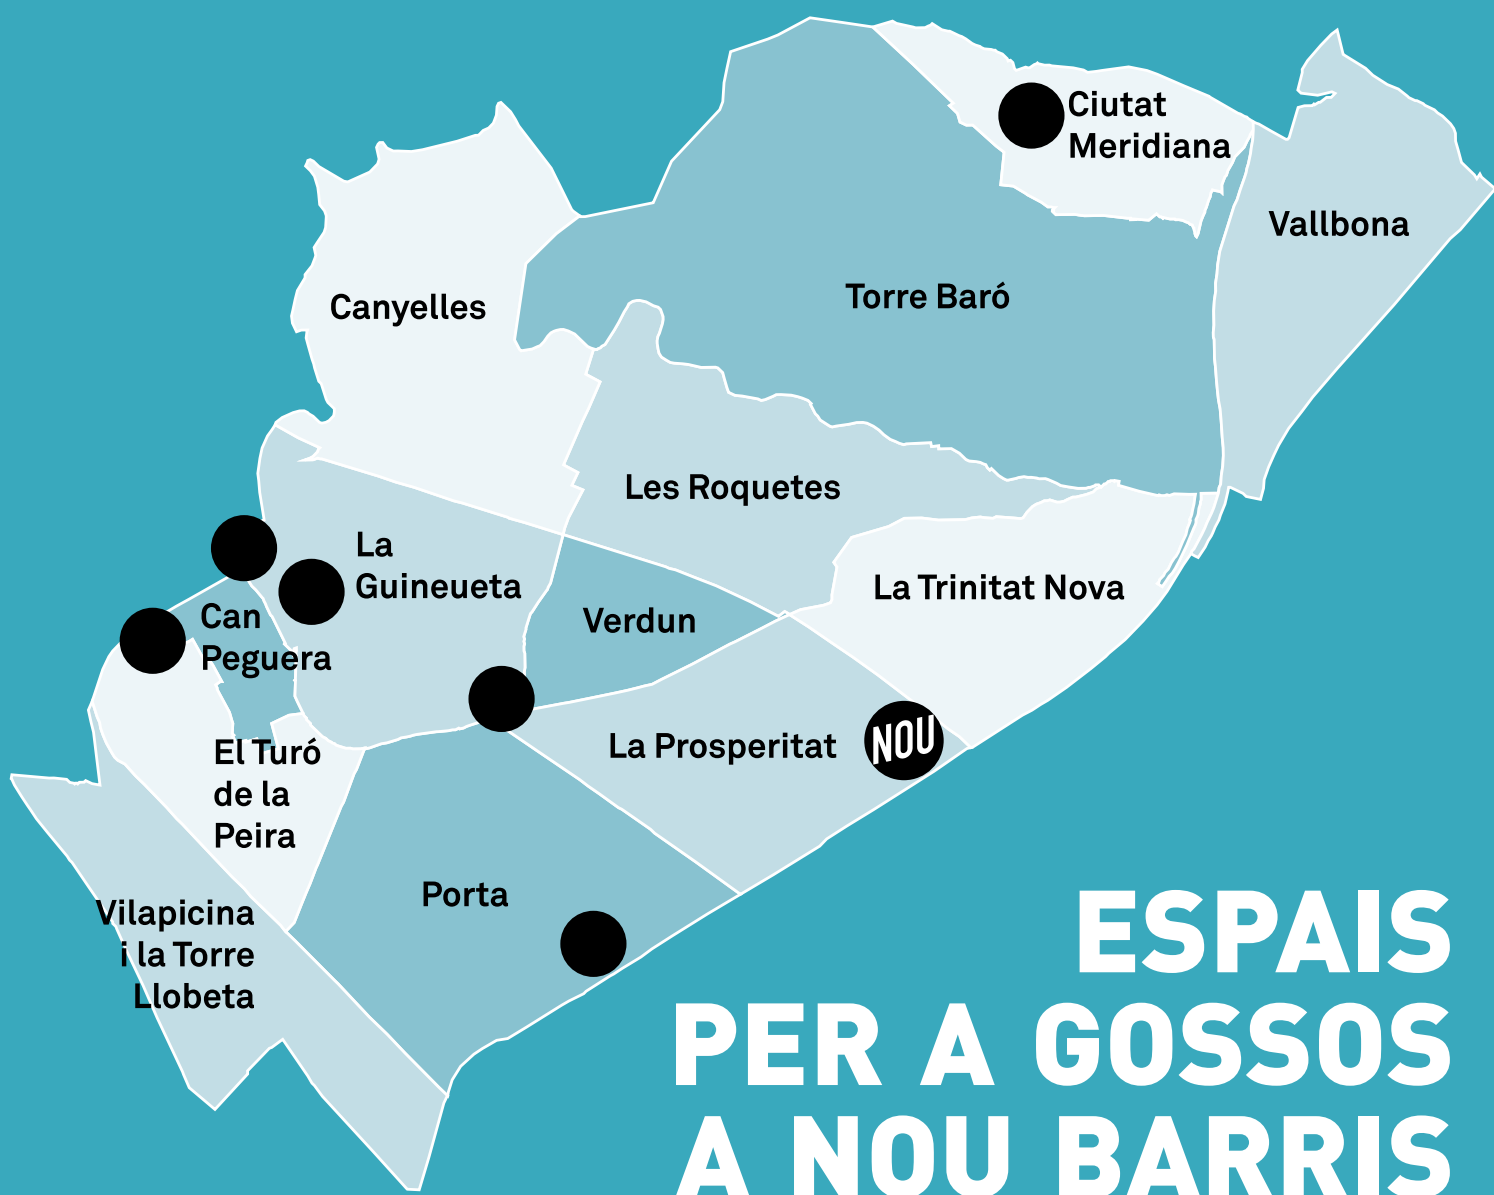 Ciutat
Meridiana
Vallbona
Torre Baró
Canyelles
Les Roquetes
La
Guineueta
La Trinitat Nova
Can
Peguera
Verdun
La Prosperitat
NOU
El Turó
de la
Peira
Porta
Vilapicina
i la Torre
Llobeta
ESPAIS
PER A GOSSOS
A NOU BARRIS